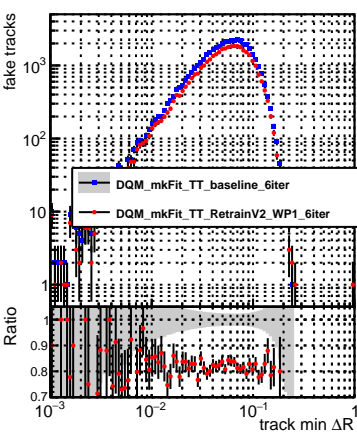 fake tracks
10³
10²
10
1
DQM_mkFit_TT_baseline_6iter
DQM_mkFit_TT_RetrainV2_WP1_6iter
Ratio
1
0.9
0.8
0.7
10⁻³
10⁻²
10⁻¹
1
track min ΔR